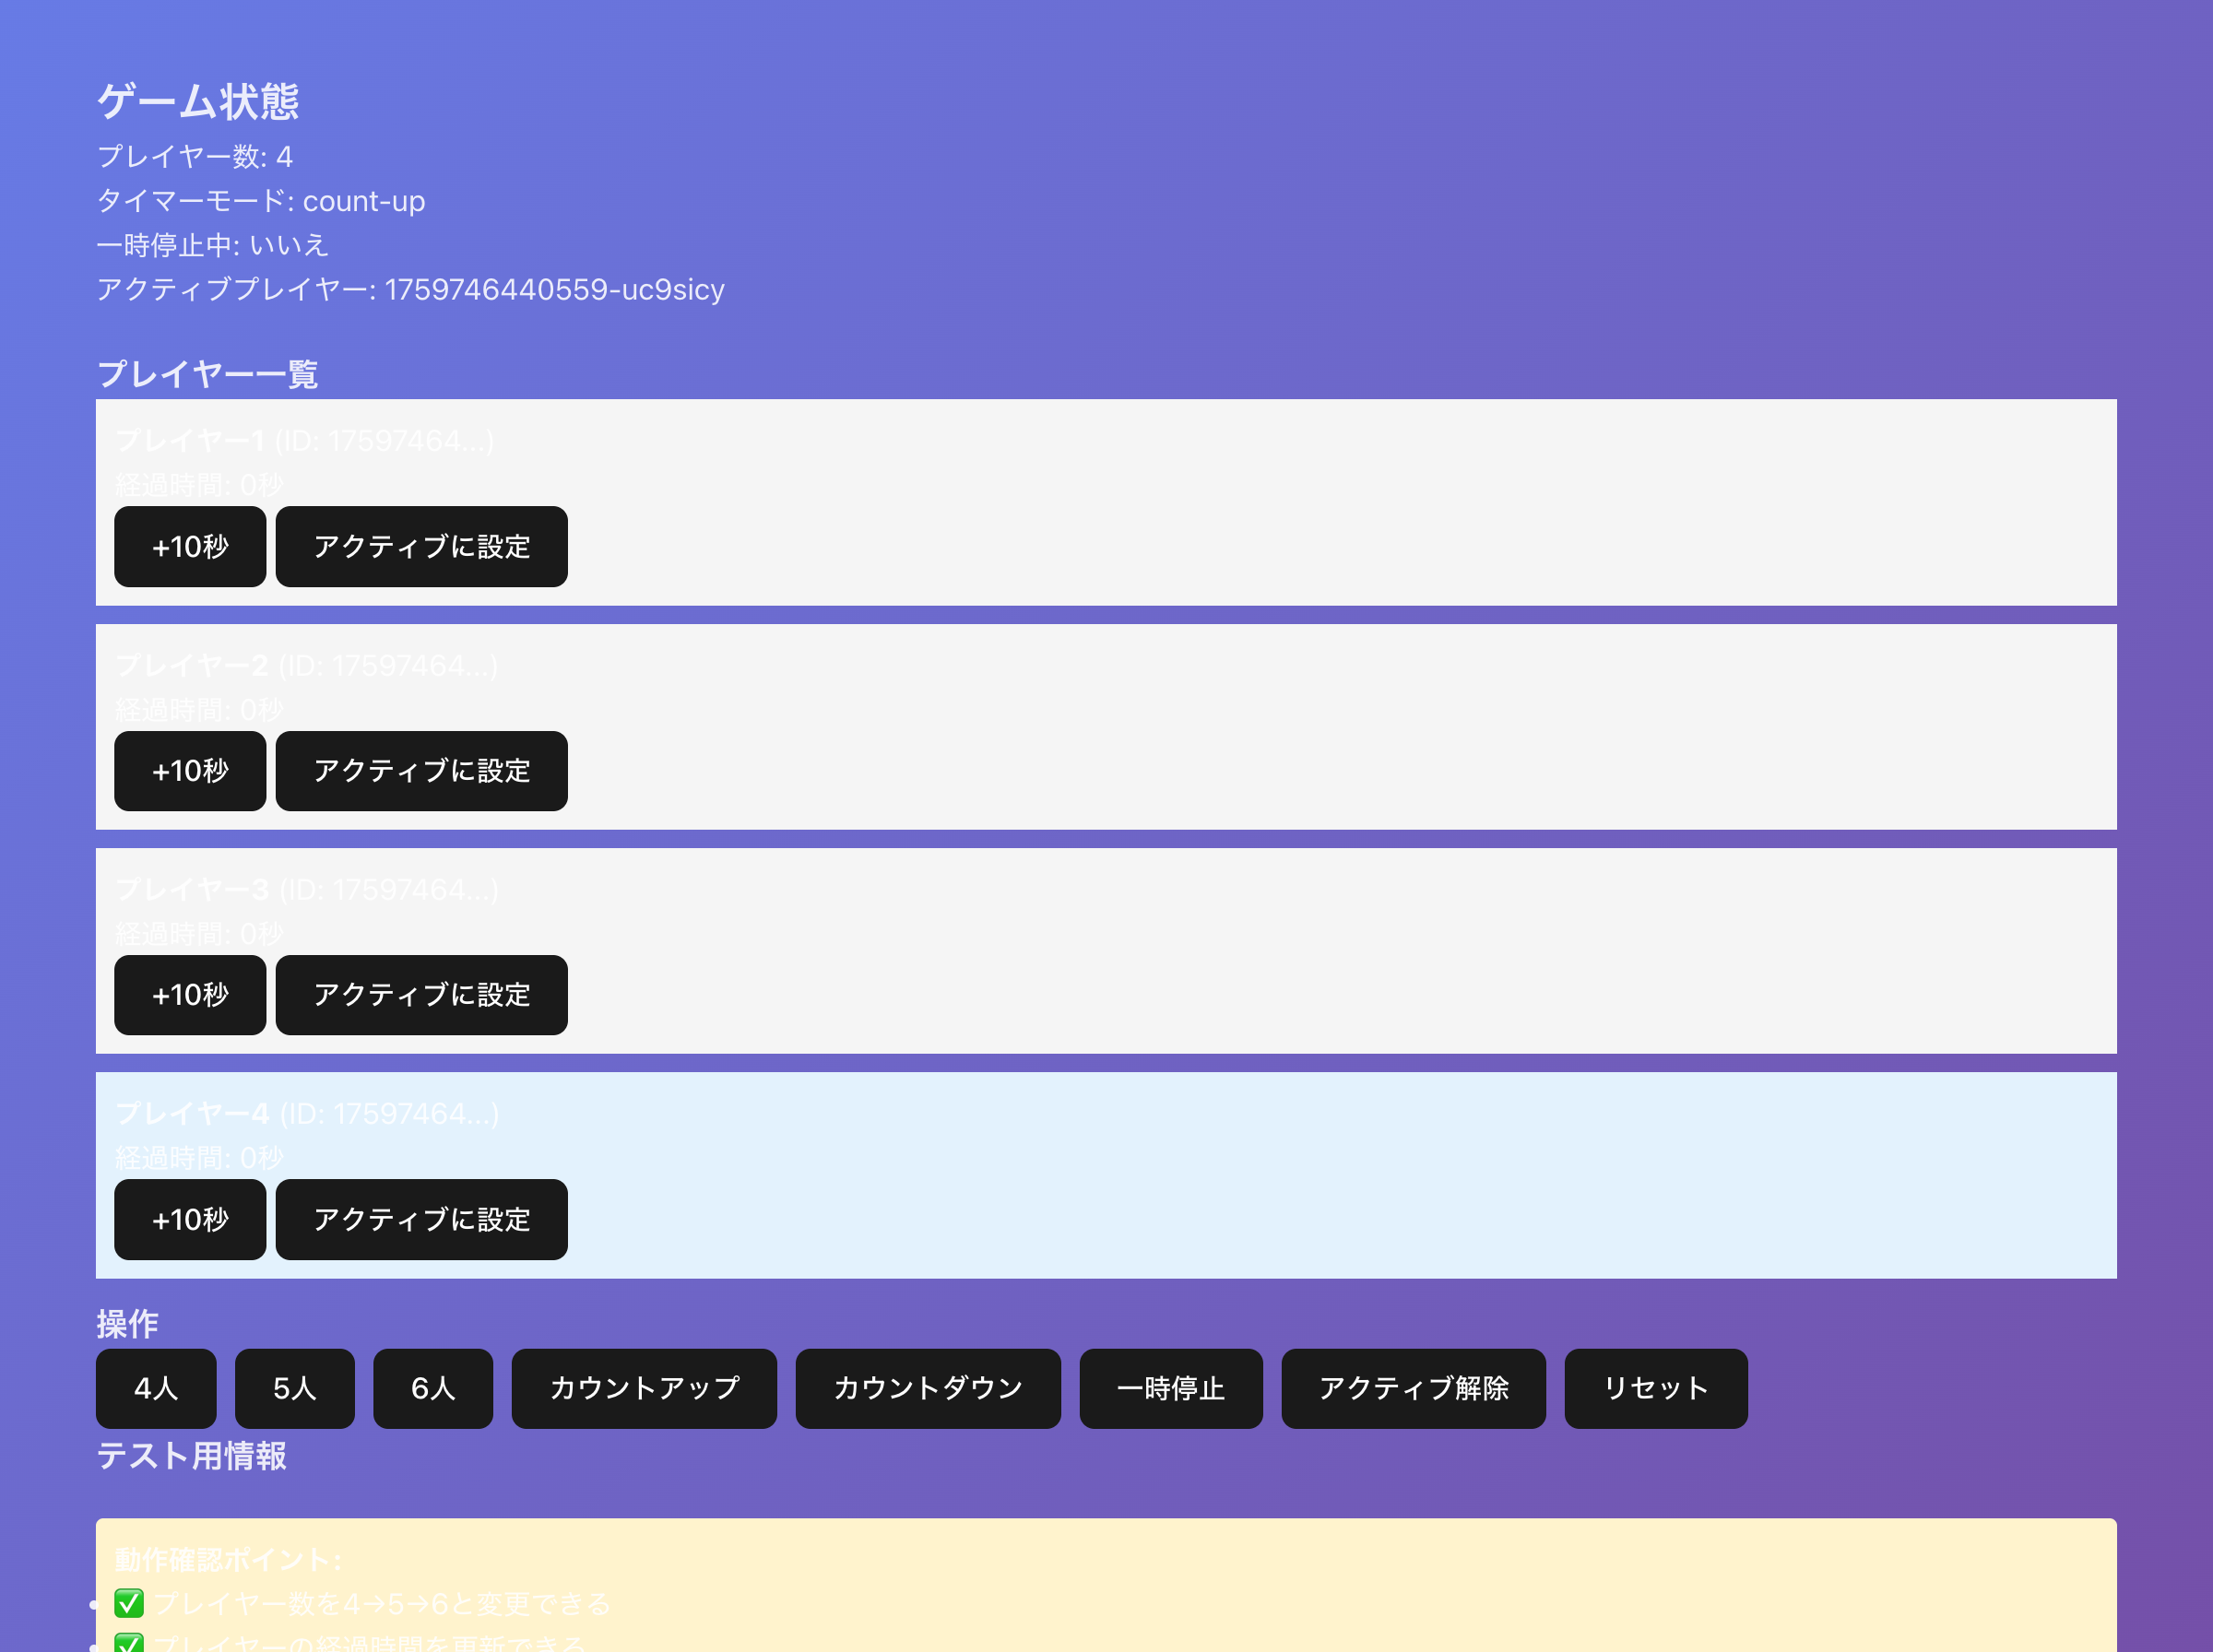 ゲーム状態
プレイヤー数: 4
タイマーモード: count-up
一時停止中: いいえ
アクティブプレイヤー: 1759746440559-uc9sicy
プレイヤー一覧
プレイヤー1 (ID: 17597464...)
経過時間: 0秒
+10秒 アクティブに設定
プレイヤー2 (ID: 17597464...)
経過時間: 0秒
+10秒 アクティブに設定
プレイヤー3 (ID: 17597464...)
経過時間: 0秒
+10秒 アクティブに設定
プレイヤー4 (ID: 17597464...)
経過時間: 0秒
+10秒 アクティブに設定
操作
4人 5人 6人 カウントアップ カウントダウン 一時停止 アクティブ解除 リセット
テスト用情報
動作確認ポイント:
• ✅ プレイヤー数を4→5→6と変更できる
• ✅ プレイヤーの経過時間を更新できる